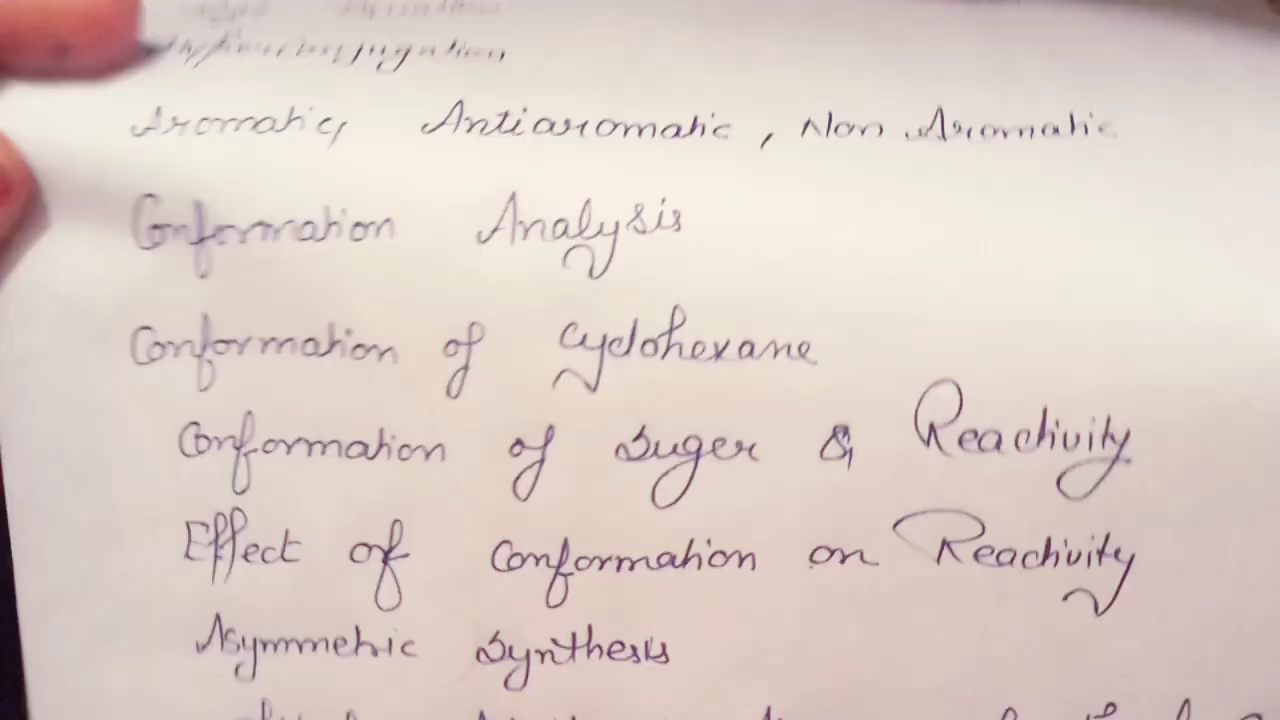 Hyperconjugation
Aromatic, Antiaromatic, Non Aromatic
Conformation Analysis
Conformation of Cyclohexane
Conformation of Suger & Reactivity
Effect of Conformation on Reactivity
Asymmetric Synthesis